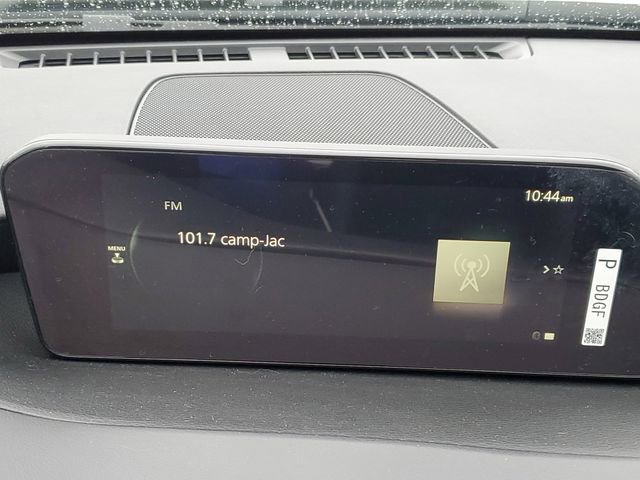 10:44am
FM
101.7 camp-Jac
MENU
P BDGF